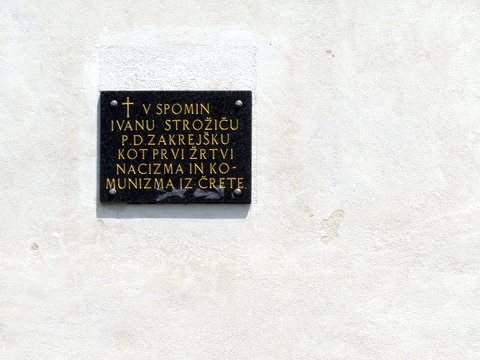 † V SPOMIN
IVANU STROŽIČU
P.D. ZAKREJŠKU
KOT PRVI ŽRTVI
NACIZMA IN KO-
MUNIZMA IZ ČRETE.